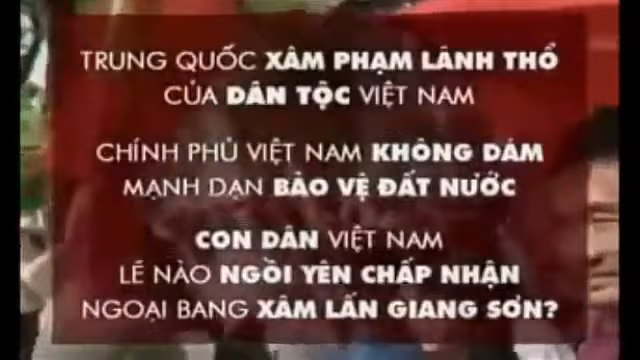 TRUNG QUỐC XÂM PHẠM LÃNH THỔ
CỦA DÂN TỘC VIỆT NAM
CHÍNH PHỦ VIỆT NAM KHÔNG DÁM
MẠNH DẠN BẢO VỆ ĐẤT NƯỚC
CON DÂN VIỆT NAM
LẼ NÀO NGỒI YÊN CHẤP NHẬN
NGOẠI BANG XÂM LẤN GIANG SƠN?